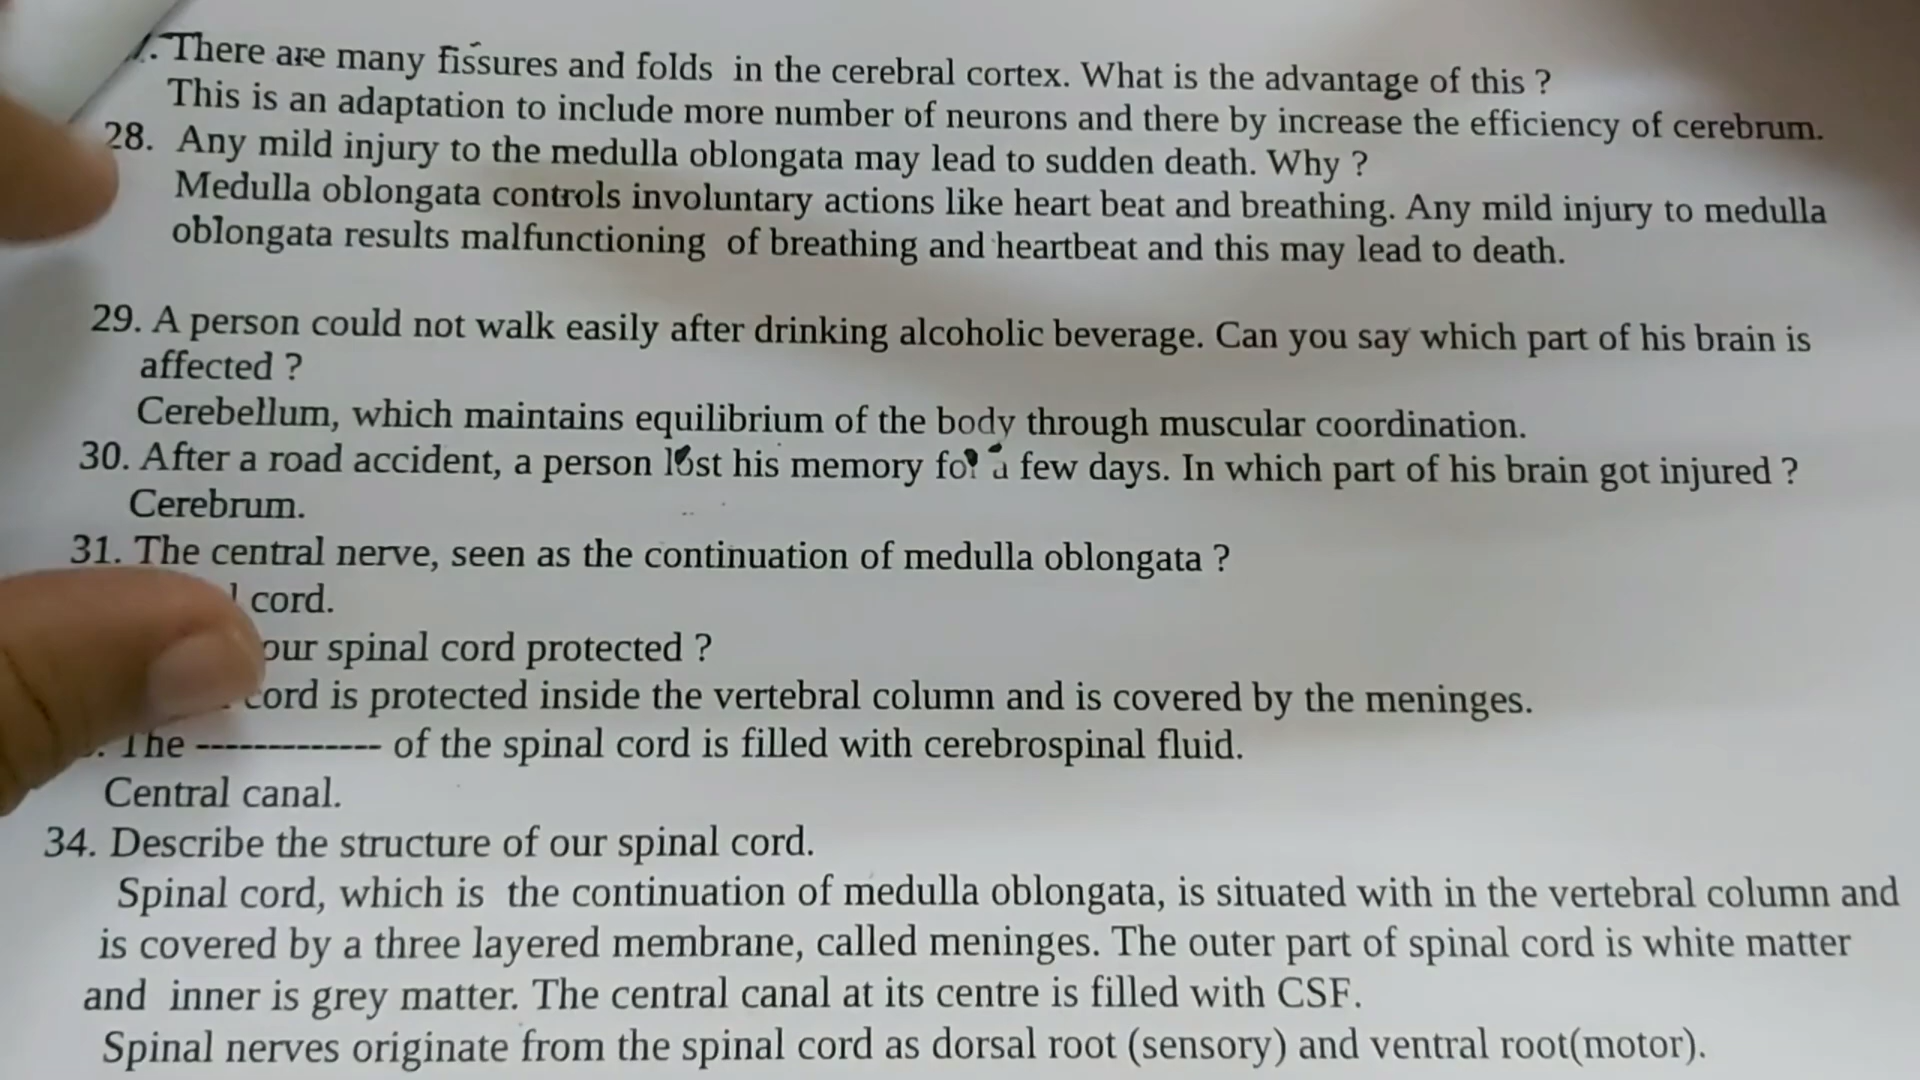 There are many fissures and folds in the cerebral cortex. What is the advantage of this ?
This is an adaptation to include more number of neurons and there by increase the efficiency of cerebrum.
28. Any mild injury to the medulla oblongata may lead to sudden death. Why ?
Medulla oblongata controls involuntary actions like heart beat and breathing. Any mild injury to medulla
oblongata results malfunctioning of breathing and heartbeat and this may lead to death.
29. A person could not walk easily after drinking alcoholic beverage. Can you say which part of his brain is
affected ?
Cerebellum, which maintains equilibrium of the body through muscular coordination.
30. After a road accident, a person lost his memory for a few days. In which part of his brain got injured ?
Cerebrum.
31. The central nerve, seen as the continuation of medulla oblongata ?
cord.
our spinal cord protected ?
cord is protected inside the vertebral column and is covered by the meninges.
The ------------- of the spinal cord is filled with cerebrospinal fluid.
Central canal.
34. Describe the structure of our spinal cord.
Spinal cord, which is the continuation of medulla oblongata, is situated with in the vertebral column and
is covered by a three layered membrane, called meninges. The outer part of spinal cord is white matter
and inner is grey matter. The central canal at its centre is filled with CSF.
Spinal nerves originate from the spinal cord as dorsal root (sensory) and ventral root(motor).